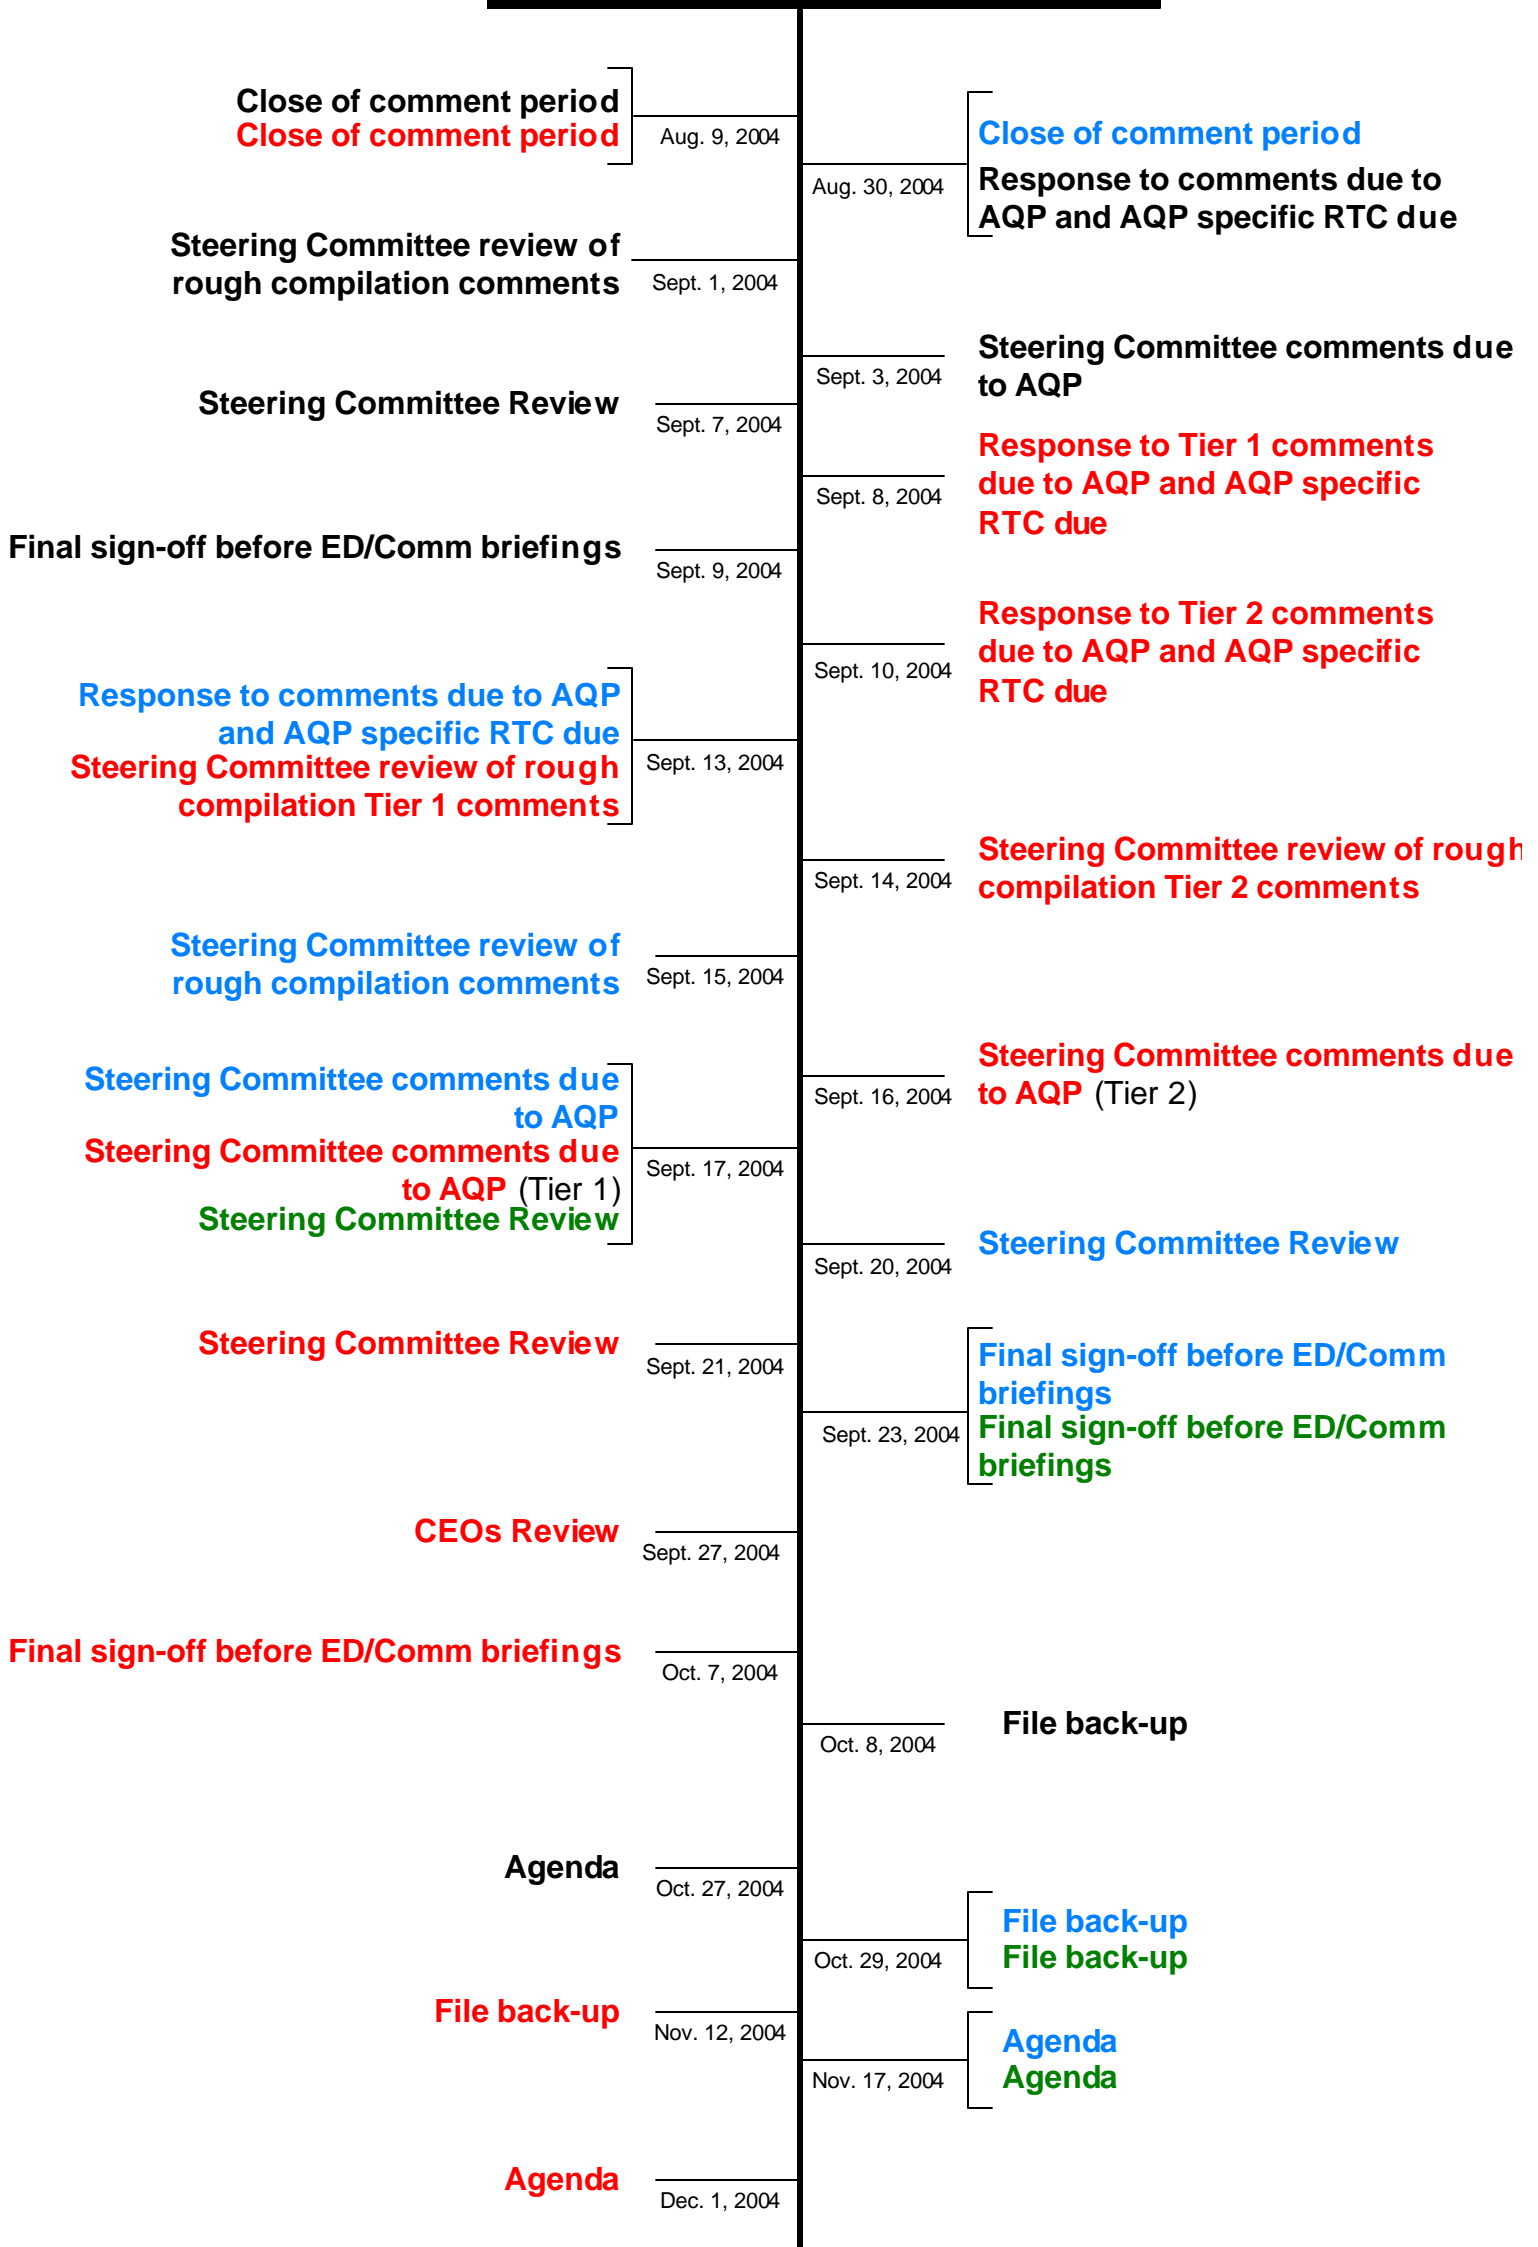 Close of comment period
Close of comment period
Aug. 9, 2004
Close of comment period
Response to comments due to
AQP and AQP specific RTC due
Aug. 30, 2004
Steering Committee review of
rough compilation comments
Sept. 1, 2004
Steering Committee comments due
to AQP
Sept. 3, 2004
Steering Committee Review
Sept. 7, 2004
Response to Tier 1 comments
due to AQP and AQP specific
RTC due
Sept. 8, 2004
Final sign-off before ED/Comm briefings
Sept. 9, 2004
Response to Tier 2 comments
due to AQP and AQP specific
RTC due
Sept. 10, 2004
Response to comments due to AQP
and AQP specific RTC due
Steering Committee review of rough
compilation Tier 1 comments
Sept. 13, 2004
Steering Committee review of rough
compilation Tier 2 comments
Sept. 14, 2004
Steering Committee review of
rough compilation comments
Sept. 15, 2004
Steering Committee comments due
to AQP (Tier 2)
Sept. 16, 2004
Steering Committee comments due
to AQP
Steering Committee comments due
to AQP (Tier 1)
Steering Committee Review
Sept. 17, 2004
Steering Committee Review
Sept. 20, 2004
Steering Committee Review
Sept. 21, 2004
Final sign-off before ED/Comm
briefings
Final sign-off before ED/Comm
briefings
Sept. 23, 2004
CEOs Review
Sept. 27, 2004
Final sign-off before ED/Comm briefings
Oct. 7, 2004
File back-up
Oct. 8, 2004
Agenda
Oct. 27, 2004
File back-up
File back-up
Oct. 29, 2004
File back-up
Nov. 12, 2004
Agenda
Agenda
Nov. 17, 2004
Agenda
Dec. 1, 2004